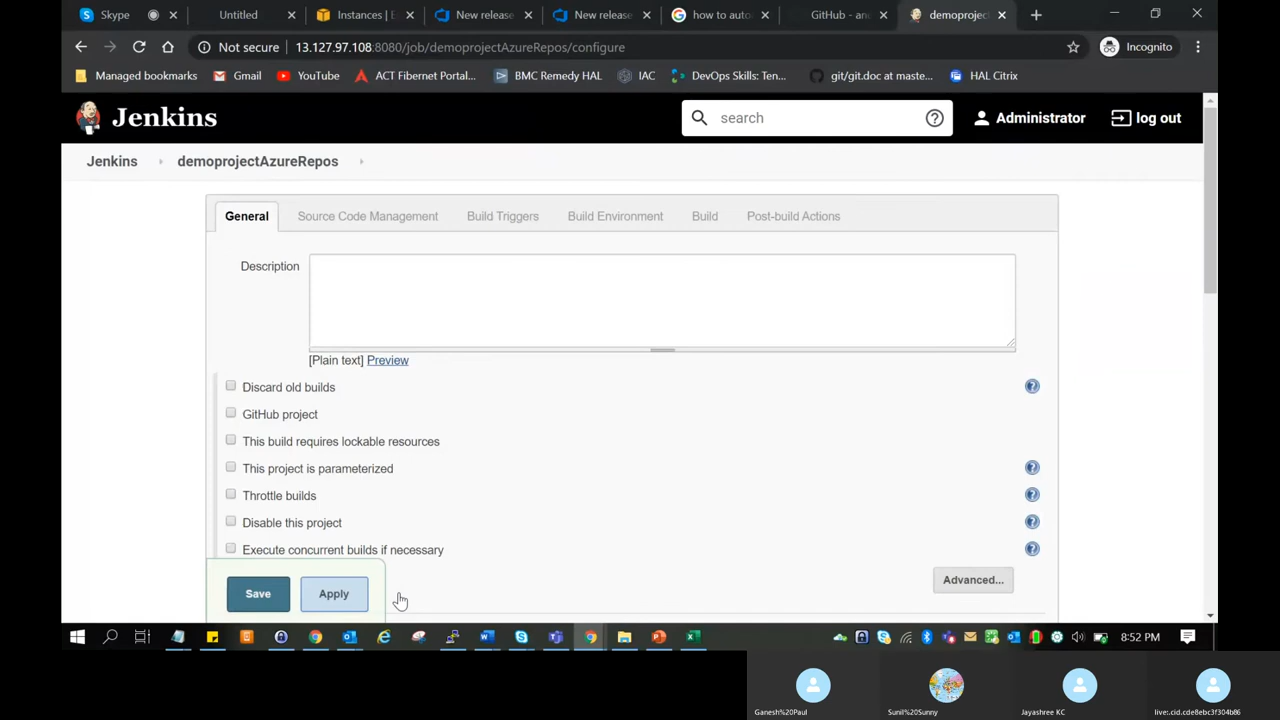 Skype
Untitled
Instances | E
New release
New release
how to auto
GitHub - an
demoproject
Not secure
13.127.97.108:8080/job/demoprojectAzureRepos/configure
Incognito
Managed bookmarks
Gmail
YouTube
ACT Fibernet Portal...
BMC Remedy HAL
IAC
DevOps Skills: Ten...
git/git.doc at maste...
HAL Citrix
Jenkins
search
Administrator
log out
Jenkins
demoprojectAzureRepos
General
Source Code Management
Build Triggers
Build Environment
Build
Post-build Actions
Description
[Plain text] Preview
Discard old builds
GitHub project
This build requires lockable resources
This project is parameterized
Throttle builds
Disable this project
Execute concurrent builds if necessary
Advanced...
Save
Apply
8:52 PM
Ganesh%20Paul
Sunil%20Sunny
Jayashree KC
live:.cid.cde8ebc3f304b86